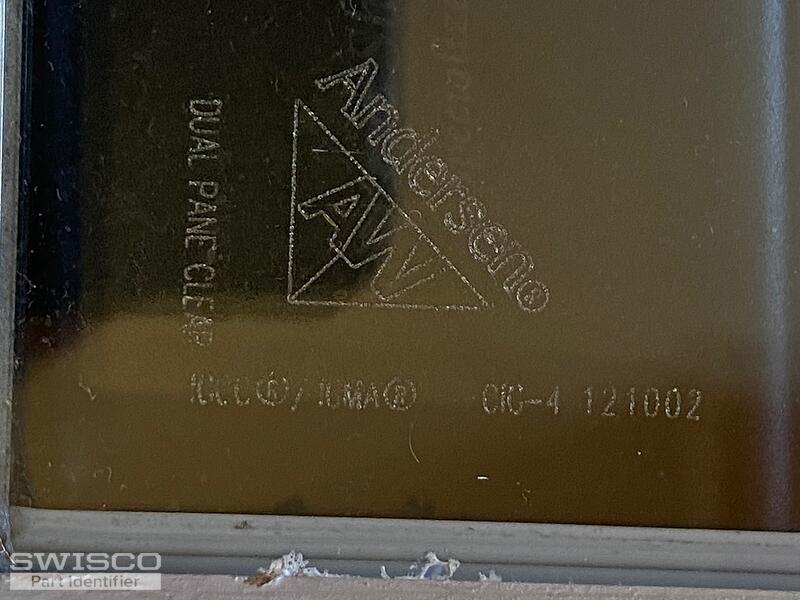 Andersen®
AW
DUAL PANE CLEAR
IGCC®/IGMA® CIG-4 121002
SWISCO
Part Identifier